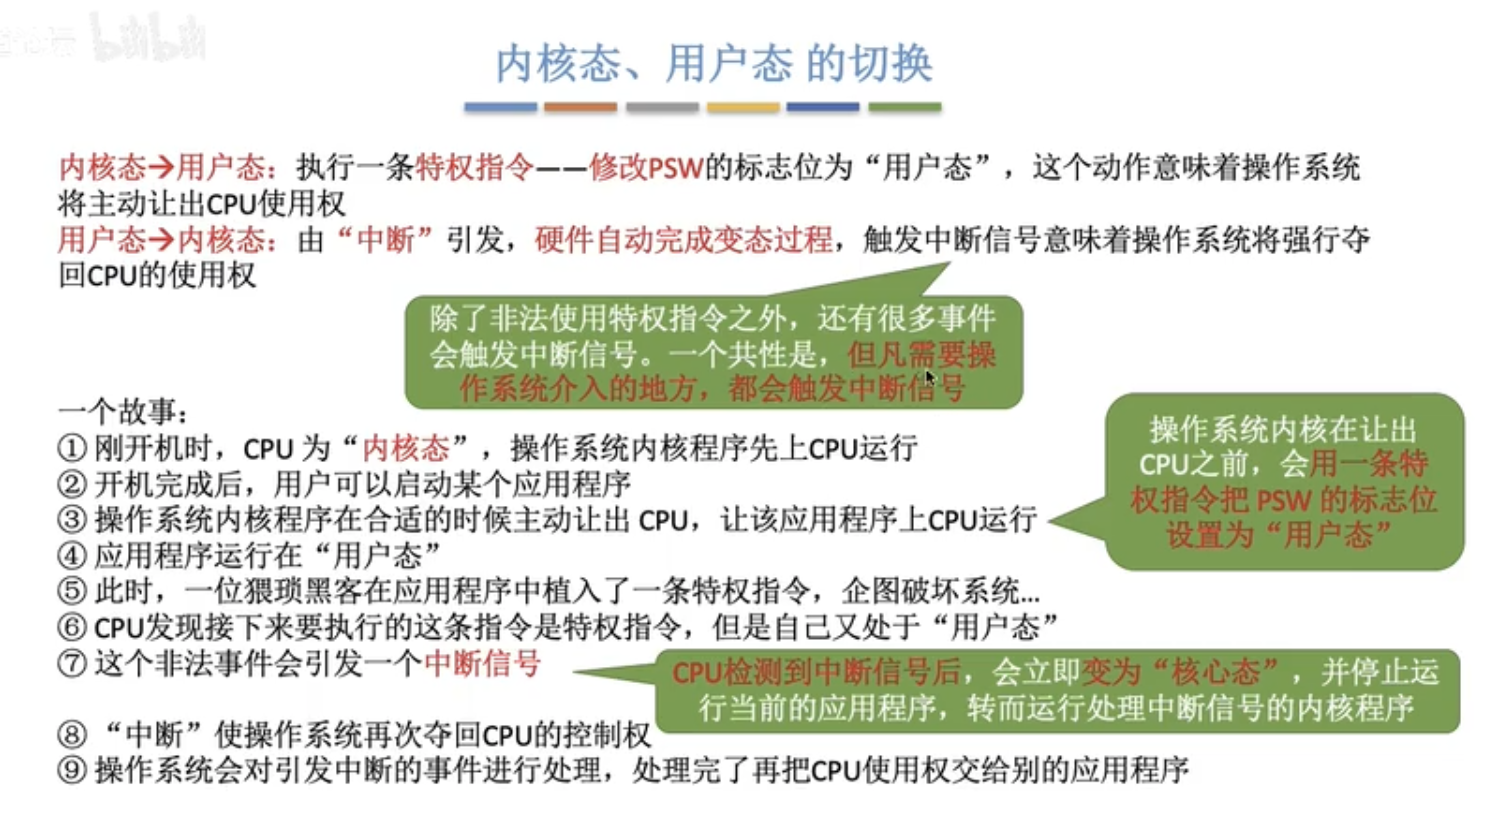 bilibili
内核态、用户态 的切换
内核态→用户态：执行一条特权指令——修改PSW的标志位为“用户态”，这个动作意味着操作系统
将主动让出CPU使用权
用户态→内核态：由“中断”引发，硬件自动完成变态过程，触发中断信号意味着操作系统将强行夺
回CPU的使用权
除了非法使用特权指令之外，还有很多事件
会触发中断信号。一个共性是，但凡需要操
作系统介入的地方，都会触发中断信号
一个故事：
① 刚开机时，CPU 为“内核态”，操作系统内核程序先上CPU运行
② 开机完成后，用户可以启动某个应用程序
③ 操作系统内核程序在合适的时候主动让出 CPU，让该应用程序上CPU运行
④ 应用程序运行在“用户态”
操作系统内核在让出
CPU之前，会用一条特
权指令把 PSW 的标志位
设置为“用户态”
⑤ 此时，一位猥琐黑客在应用程序中植入了一条特权指令，企图破坏系统...
⑥ CPU发现接下来要执行的这条指令是特权指令，但是自己又处于“用户态”
⑦ 这个非法事件会引发一个中断信号
CPU检测到中断信号后，会立即变为“核心态”，并停止运
行当前的应用程序，转而运行处理中断信号的内核程序
⑧ “中断”使操作系统再次夺回CPU的控制权
⑨ 操作系统会对引发中断的事件进行处理，处理完了再把CPU使用权交给别的应用程序